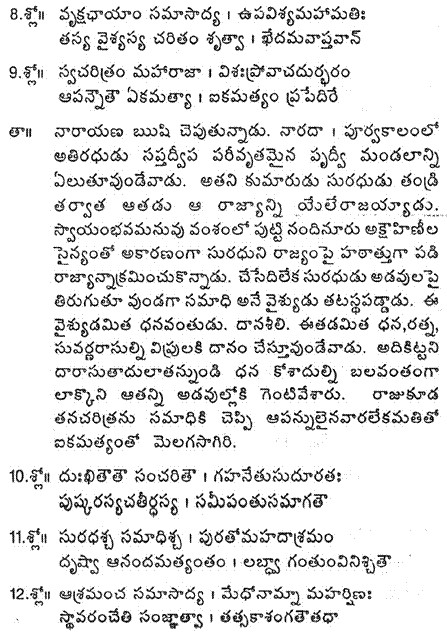 8.శ్లో॥ వృక్షఛాయాం సమాసాద్య । ఉపవిశ్యమహామతిః
తస్య వైశ్యస్య చరితం శృత్వా । ఖేదమవాప్తవాన్
9.శ్లో॥ స్వచరిత్రం మహారాజా । విశఃప్రోవాచదుర్భరం
ఆపన్నౌతౌ ఏకమత్యా । ఐకమత్యం ప్రపేదిరే
తా॥ నారాయణ ఋషి చెపుతున్నాడు. నారదా । పూర్వకాలంలో
అతిరధుడు సప్తద్వీప పరీవృతమైన పృద్వీ మండలాన్ని
ఏలుతూవుండేవాడు. అతని కుమారుడు సురధుడు తండ్రి
తర్వాత ఆతడు ఆ రాజ్యాన్ని యేలేరాజయ్యాడు.
స్వాయంభవమనువు వంశంలో పుట్టి నందినూరు అక్షౌహిణీల
సైన్యంతో అకారణంగా సురధుని రాజ్యంపై హఠాత్తుగా పడి
రాజ్యాన్నాక్రమించుకొన్నాడు. చేసేదిలేక సురధుడు అడవులపై
తిరుగుతూ వుండగా సమాధి అనే వైశ్యుడు తటస్థపడ్డాడు. ఈ
వైశ్యుడమిత ధనవంతుడు. దానశీలి. ఈతడమిత ధన,రత్న,
సువర్ణరాసుల్ని విప్రులకి దానం చేస్తూవుండేవాడు. అదికిట్టని
దారాసుతాదులాతన్నుండి ధన కోశాదుల్ని బలవంతంగా
లాక్కొని ఆతన్ని అడవుల్లోకి గెంటివేశారు. రాజుకూడ
తనచరిత్రను సమాధికి చెప్పి ఆపన్నులైనవారలేకమతితో
ఐకమత్యంతో మెలగసాగిరి.
10.శ్లో॥ దుఃఖితౌతౌ సంచరితౌ । గహనేతుసుదూరతః
పుష్కరస్యచతీర్థస్య । సమీపంతుసమాగతౌ
11.శ్లో॥ సురధశ్చ సమాధిశ్చ । పురతోమహదాశ్రమం
దృష్వా ఆనందమత్యంతం । లబ్ధ్వా గంతుంవినిశ్చితౌ
12.శ్లో॥ ఆశ్రమంచ సమాసాద్య । మేధోనామ్నా మహర్షిణః
స్థావరంచేతి సంజ్ఞాత్వా । తత్సకాశంగతౌతధా